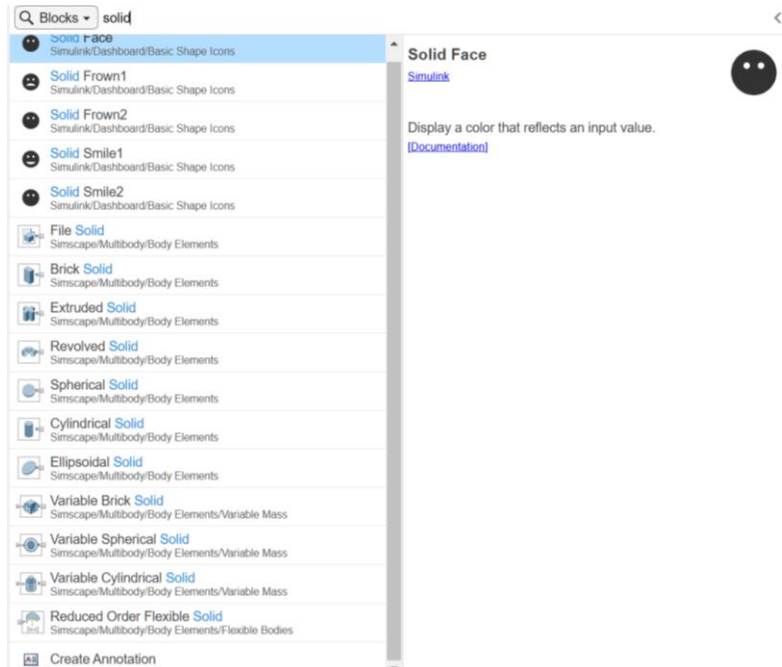 Blocks solid
Solid Face
Simulink/Dashboard/Basic Shape Icons
Solid Frown1
Simulink/Dashboard/Basic Shape Icons
Solid Frown2
Simulink/Dashboard/Basic Shape Icons
Solid Smile1
Simulink/Dashboard/Basic Shape Icons
Solid Smile2
Simulink/Dashboard/Basic Shape Icons
File Solid
Simscape/Multibody/Body Elements
Brick Solid
Simscape/Multibody/Body Elements
Extruded Solid
Simscape/Multibody/Body Elements
Revolved Solid
Simscape/Multibody/Body Elements
Spherical Solid
Simscape/Multibody/Body Elements
Cylindrical Solid
Simscape/Multibody/Body Elements
Ellipsoidal Solid
Simscape/Multibody/Body Elements
Variable Brick Solid
Simscape/Multibody/Body Elements/Variable Mass
Variable Spherical Solid
Simscape/Multibody/Body Elements/Variable Mass
Variable Cylindrical Solid
Simscape/Multibody/Body Elements/Variable Mass
Reduced Order Flexible Solid
Simscape/Multibody/Body Elements/Flexible Bodies
Create Annotation
Solid Face
Simulink
Display a color that reflects an input value.
[Documentation]